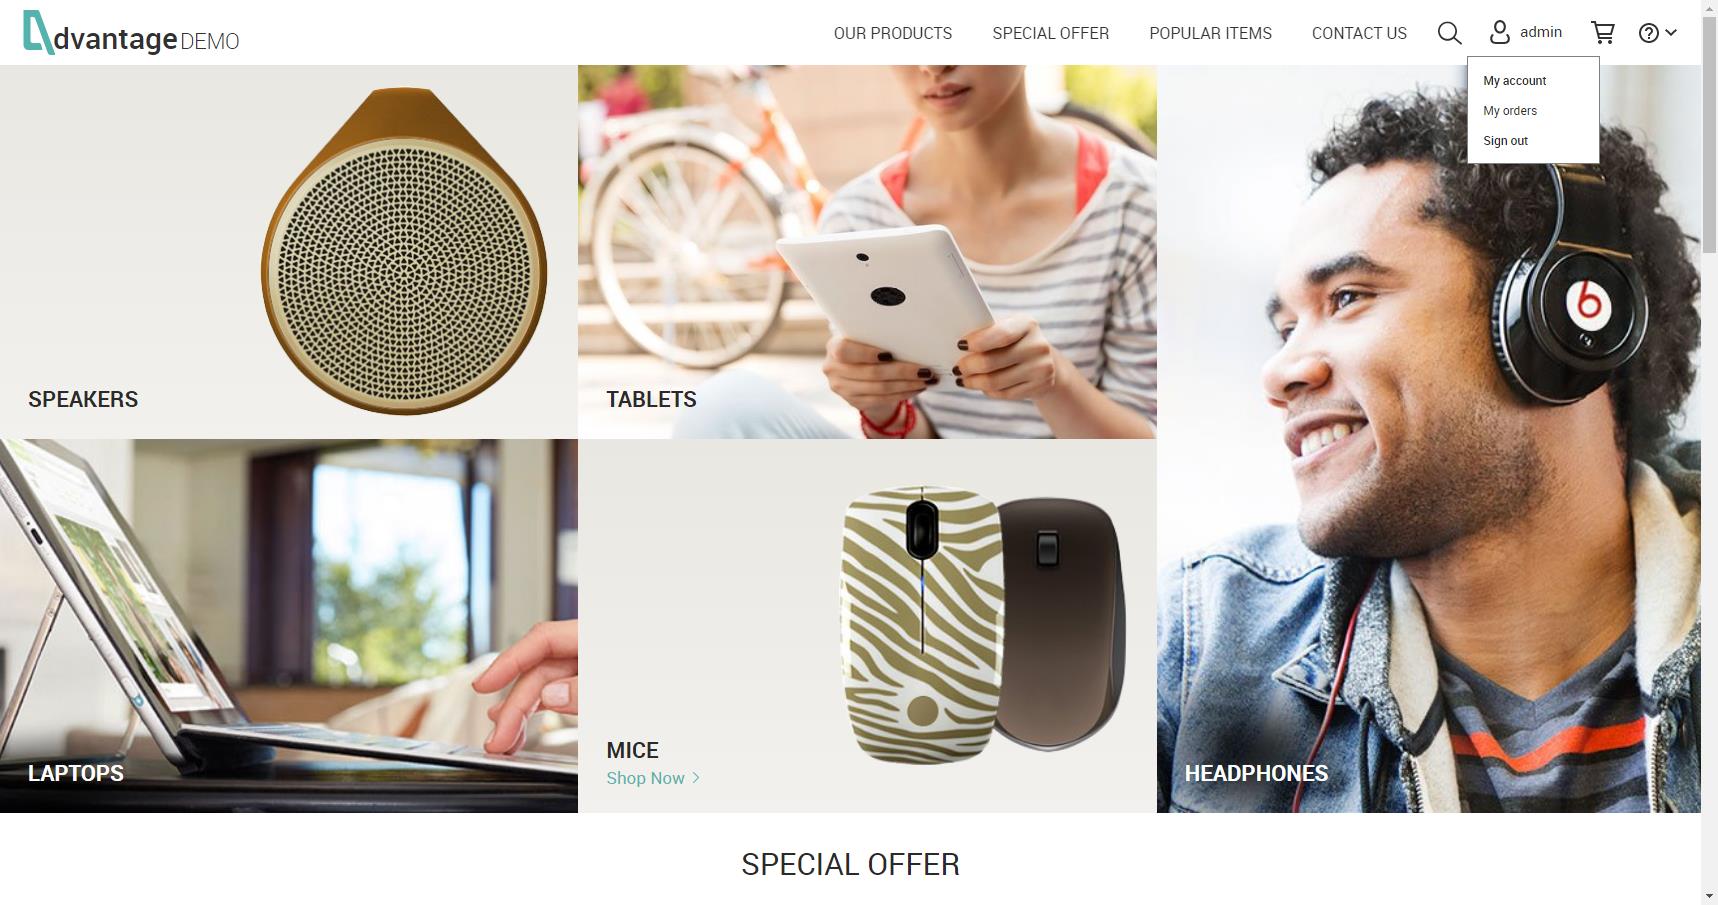 dvantage DEMO
OUR PRODUCTS
SPECIAL OFFER
POPULAR ITEMS
CONTACT US
admin
My account
My orders
Sign out
SPEAKERS
TABLETS
LAPTOPS
MICE
Shop Now
HEADPHONES
SPECIAL OFFER